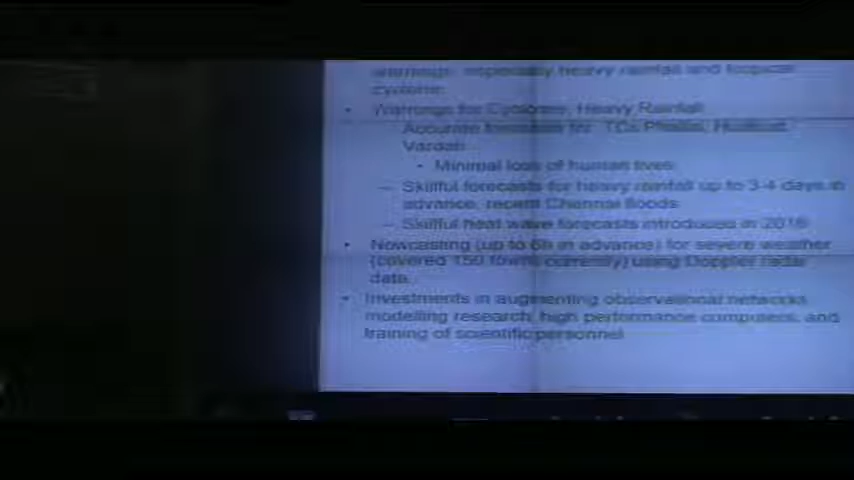 warnings, especially heavy rainfall and tropical
cyclone.
• Warnings for Cyclones, Heavy Rainfall
Accurate forecasts for TCs Phailin, Hudhud,
Vardah
• Minimal loss of human lives
– Skillful forecasts for heavy rainfall up to 3-4 days in
advance, recent Chennai floods
– Skillful heat wave forecasts introduced in 2016
• Nowcasting (up to 6h in advance) for severe weather
(covered 150 towns currently) using Doppler radar
data.
• Investments in augmenting observational networks
modelling research, high performance computers, and
training of scientific personnel